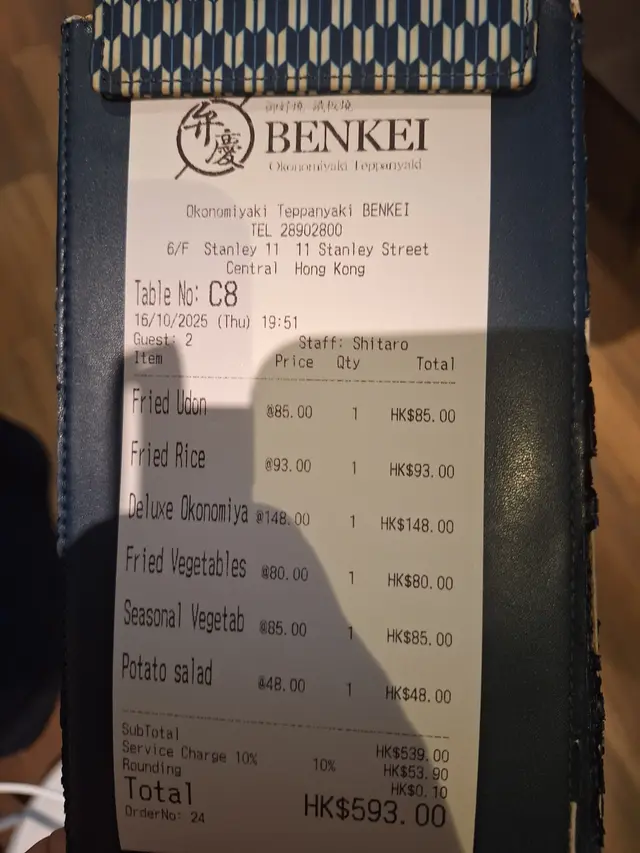 弁慶
御好焼 鉄板焼
BENKEI
Okonomiyaki Teppanyaki
Okonomiyaki Teppanyaki BENKEI
TEL 28902800
6/F Stanley 11 11 Stanley Street
Central Hong Kong
Table No: C8
16/10/2025 (Thu) 19:51
Guest: 2 Staff: Shitaro
Item Price Qty Total
Fried Udon @85.00 1 HK$85.00
Fried Rice @93.00 1 HK$93.00
Deluxe Okonomiya @148.00 1 HK$148.00
Fried Vegetables @80.00 1 HK$80.00
Seasonal Vegetab @85.00 1 HK$85.00
Potato salad @48.00 1 HK$48.00
SubTotal HK$539.00
Service Charge 10% 10% HK$53.90
Rounding HK$0.10
Total HK$593.00
OrderNo: 24